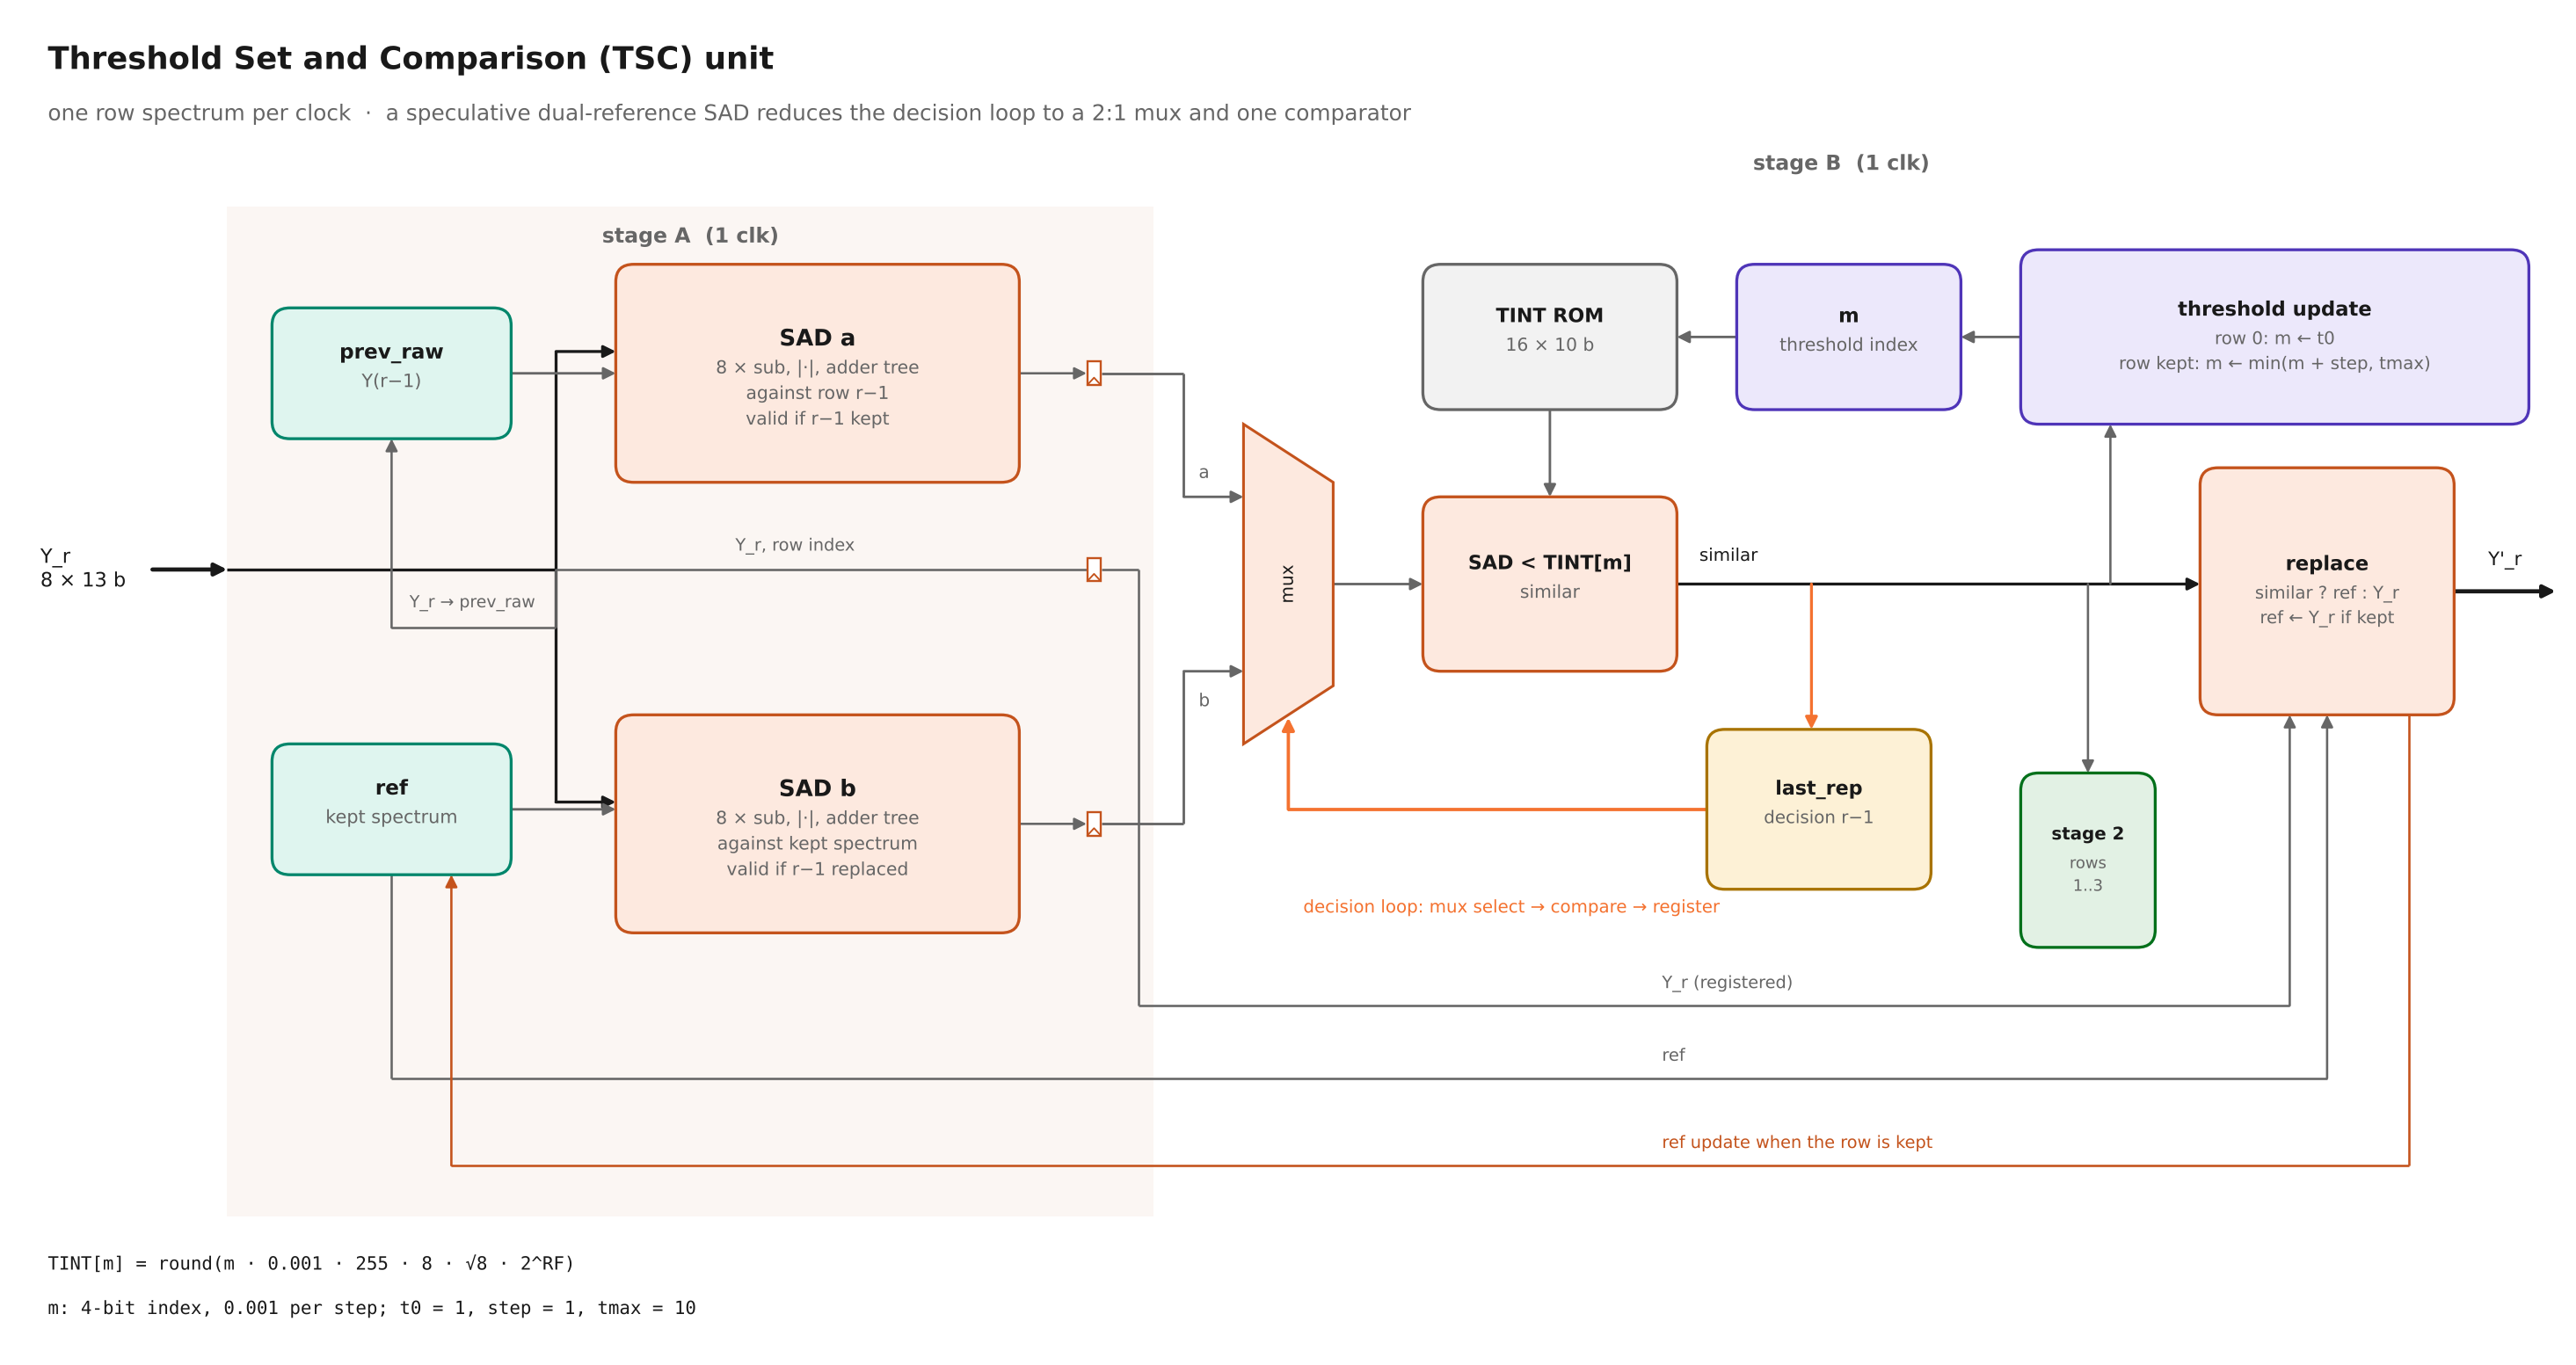 Threshold Set and Comparison (TSC) unit
one row spectrum per clock · a speculative dual-reference SAD reduces the decision loop to a 2:1 mux and one comparator
stage B (1 clk)
stage A (1 clk)
prev_raw
Y(r−1)
SAD a
8 × sub, |·|, adder tree
against row r−1
valid if r−1 kept
TINT ROM
16 × 10 b
m
threshold index
threshold update
row 0: m ← t0
row kept: m ← min(m + step, tmax)
a
Y_r
8 × 13 b
Y_r, row index
Y_r → prev_raw
mux
SAD < TINT[m]
similar
similar
replace
similar ? ref : Y_r
ref ← Y_r if kept
Y'_r
b
ref
kept spectrum
SAD b
8 × sub, |·|, adder tree
against kept spectrum
valid if r−1 replaced
last_rep
decision r−1
stage 2
rows
1..3
decision loop: mux select → compare → register
Y_r (registered)
ref
ref update when the row is kept
TINT[m] = round(m · 0.001 · 255 · 8 · √8 · 2^RF)
m: 4-bit index, 0.001 per step; t0 = 1, step = 1, tmax = 10